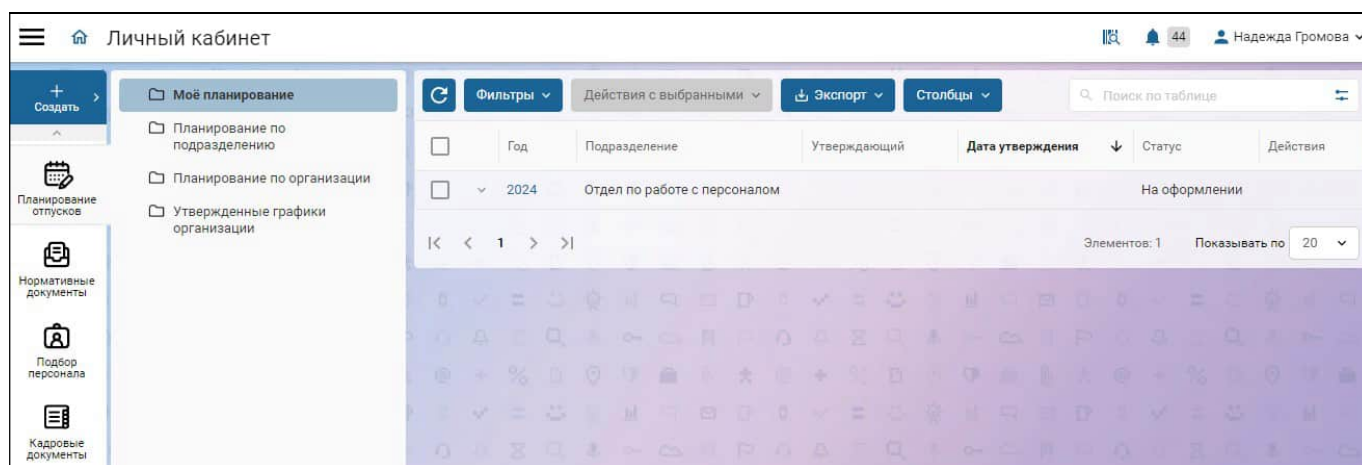 Личный кабинет
44
Надежда Громова
Создать
Планирование
отпусков
Нормативные
документы
Подбор
персонала
Кадровые
документы
Моё планирование
Планирование по
подразделению
Планирование по организации
Утвержденные графики
организации
Фильтры
Действия с выбранными
Экспорт
Столбцы
Поиск по таблице
Год Подразделение Утверждающий Дата утверждения Статус Действия
2024 Отдел по работе с персоналом На оформлении
1
Элементов: 1 Показывать по 20